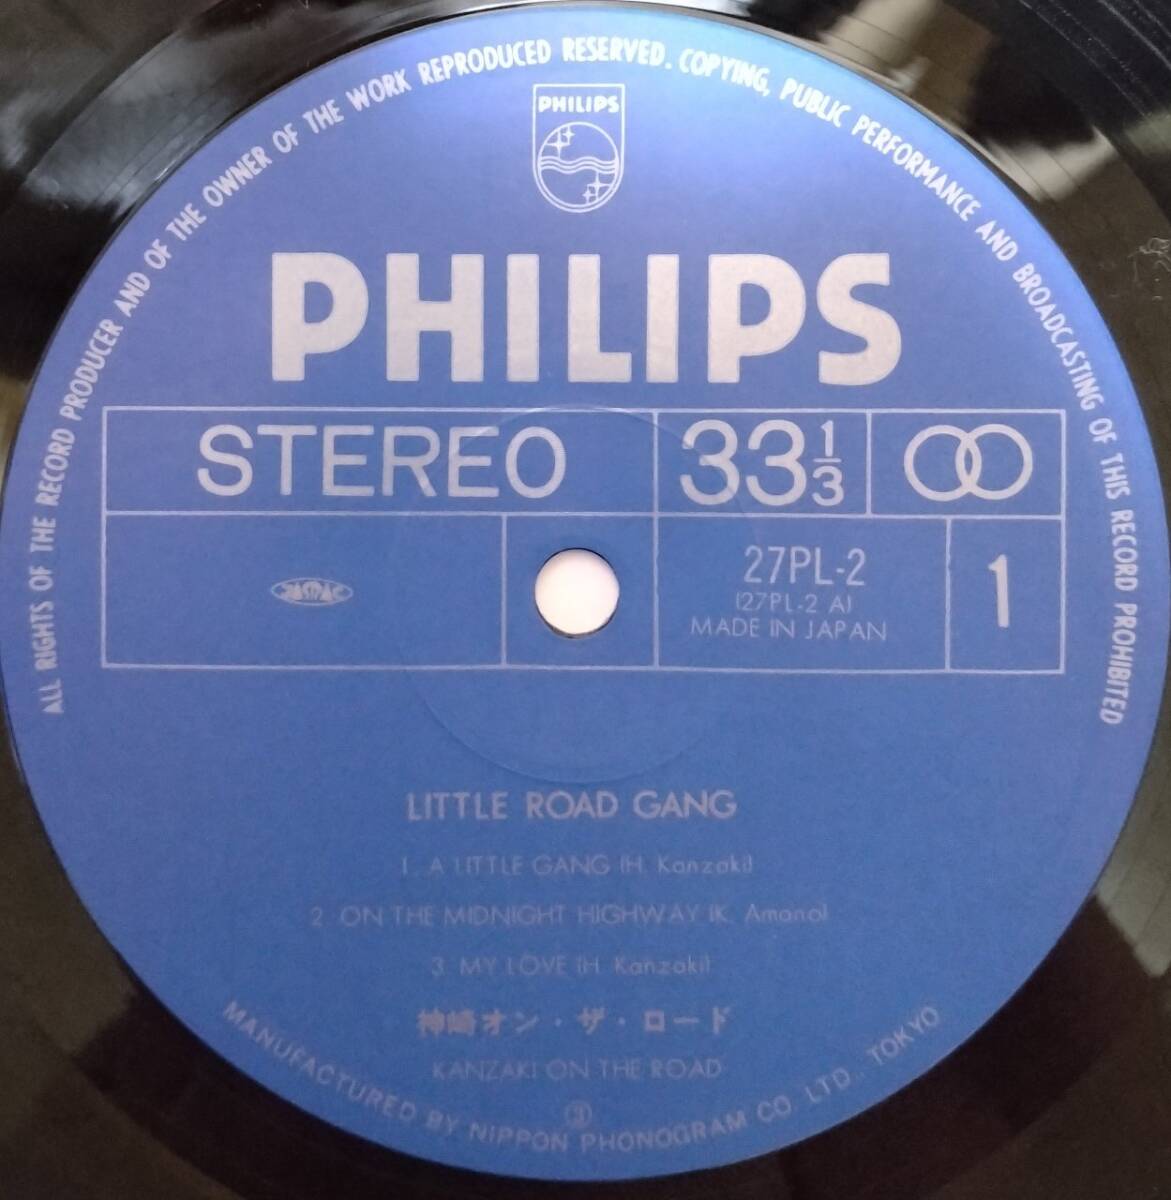 ALL RIGHTS OF THE RECORD PRODUCER AND OF THE OWNER OF THE WORK REPRODUCED RESERVED. COPYING, PUBLIC PERFORMANCE AND BROADCASTING OF THIS RECORD PROHIBITED
PHILIPS
PHILIPS
STEREO
33 1/3
JASRAC
27PL-2
(27PL-2 A)
MADE IN JAPAN
1
LITTLE ROAD GANG
1. A LITTLE GANG (H. Kanzaki)
2. ON THE MIDNIGHT HIGHWAY (K. Amano)
3. MY LOVE (H. Kanzaki)
神崎オン・ザ・ロード
KANZAKI ON THE ROAD
MANUFACTURED BY NIPPON PHONOGRAM CO. LTD., TOKYO